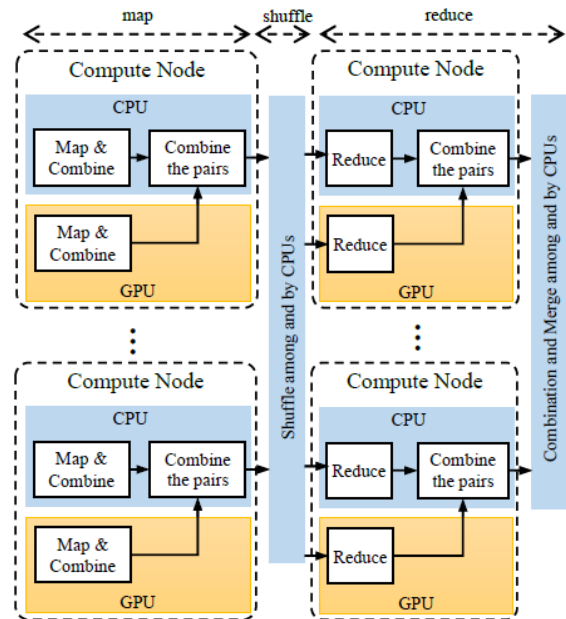 map
shuffle
reduce
Compute Node
CPU
Map &
Combine
Combine
the pairs
Map &
Combine
GPU
Compute Node
CPU
Reduce
Combine
the pairs
Reduce
GPU
Shuffle among and by CPUs
Combination and Merge among and by CPUs
Compute Node
CPU
Map &
Combine
Combine
the pairs
Map &
Combine
GPU
Compute Node
CPU
Reduce
Combine
the pairs
Reduce
GPU